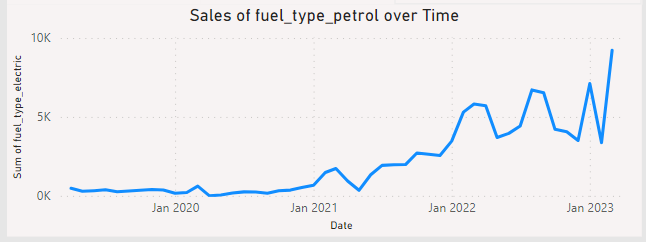 Sales of fuel_type_petrol over Time
10K
5K
0K
Sum of fuel_type_electric
Jan 2020 Jan 2021 Jan 2022 Jan 2023
Date